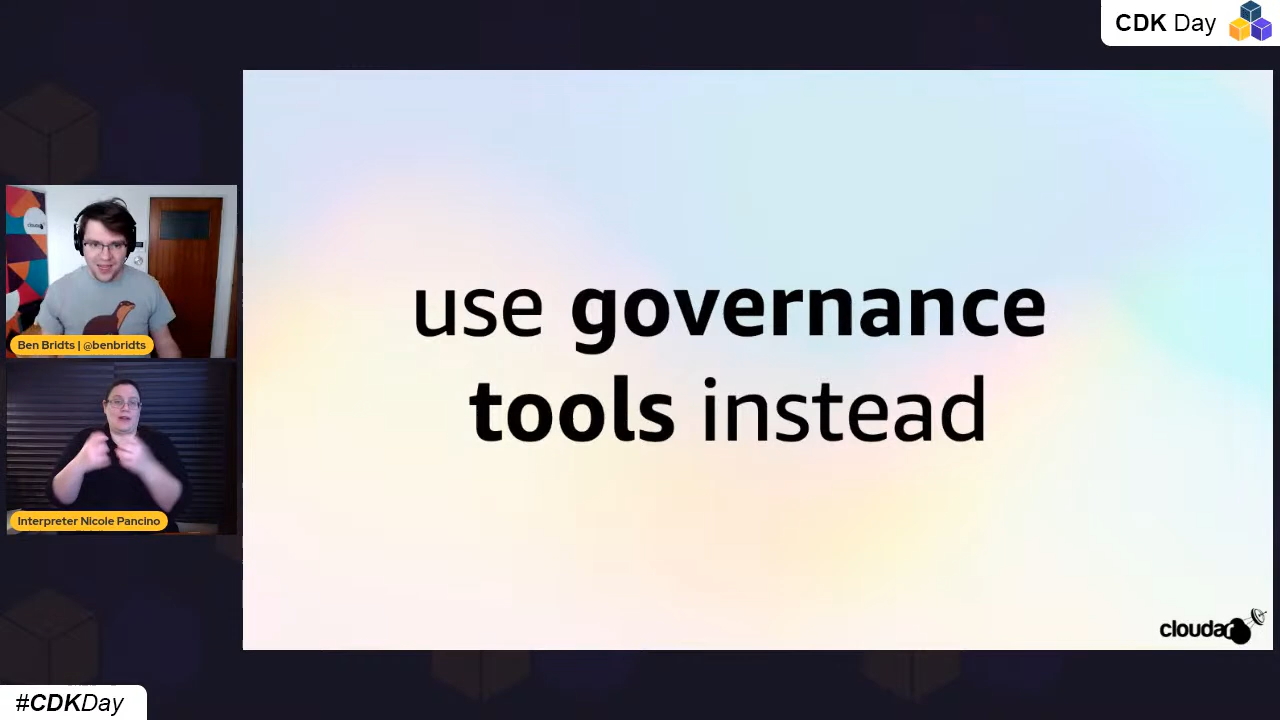 CDK Day
use governance
tools instead
Ben Bridts | @benbridts
Interpreter Nicole Pancino
cloudar
#CDKDay